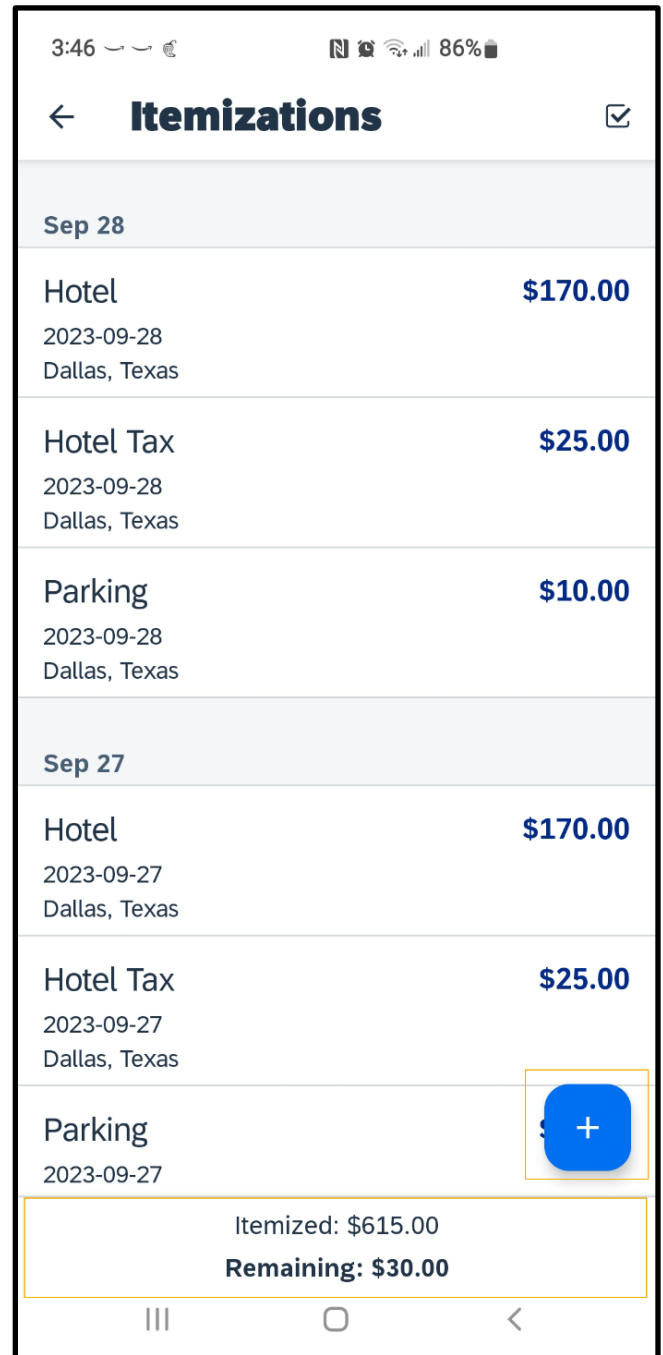 3:46 86%
Itemizations
Sep 28
Hotel $170.00
2023-09-28
Dallas, Texas
Hotel Tax $25.00
2023-09-28
Dallas, Texas
Parking $10.00
2023-09-28
Dallas, Texas
Sep 27
Hotel $170.00
2023-09-27
Dallas, Texas
Hotel Tax $25.00
2023-09-27
Dallas, Texas
Parking
2023-09-27
Itemized: $615.00
Remaining: $30.00